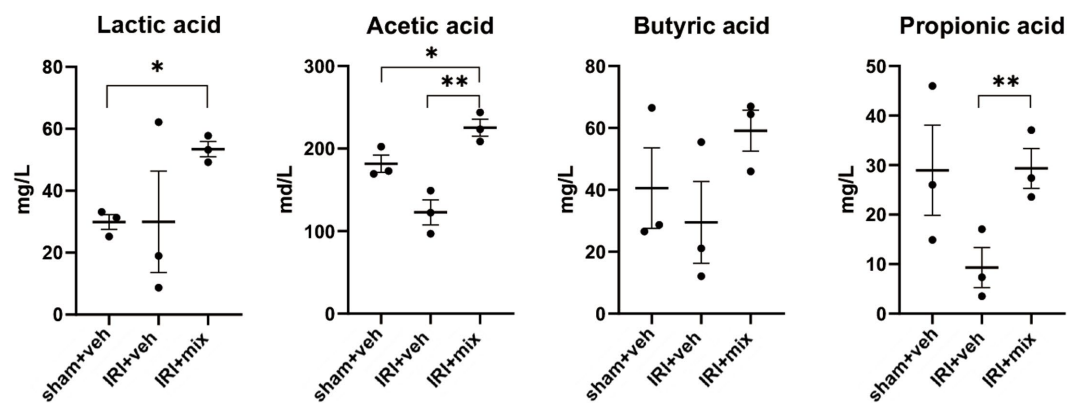 Lactic acid
mg/L
80
60
40
20
0
*
sham+veh
IRI+veh
IRI+mix
Acetic acid
md/L
300
200
100
0
*
**
sham+veh
IRI+veh
IRI+mix
Butyric acid
mg/L
80
60
40
20
0
sham+veh
IRI+veh
IRI+mix
Propionic acid
mg/L
50
40
30
20
10
0
**
sham+veh
IRI+veh
IRI+mix